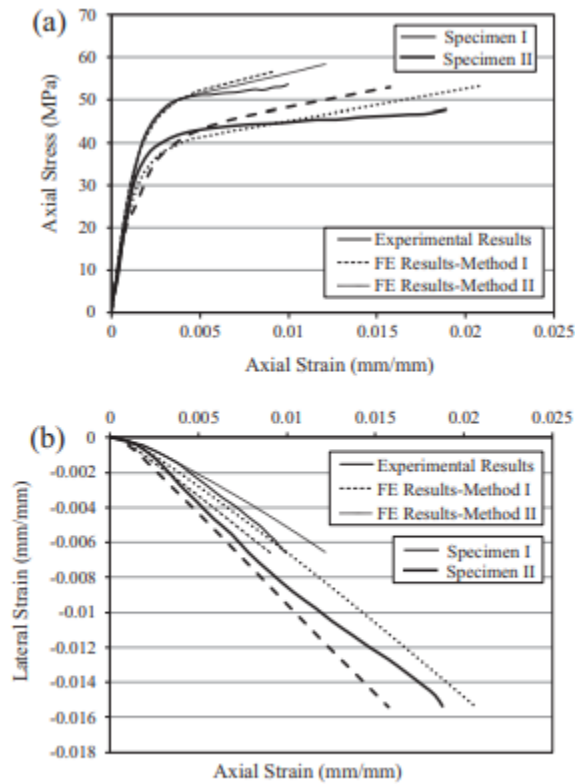 (a)
70
60
50
40
30
20
10
0
Axial Stress (MPa)
Specimen I
Specimen II
Experimental Results
FE Results-Method I
FE Results-Method II
0 0.005 0.01 0.015 0.02 0.025
Axial Strain (mm/mm)
(b)
0 0.005 0.01 0.015 0.02 0.025
0
-0.002
-0.004
-0.006
-0.008
-0.01
-0.012
-0.014
-0.016
-0.018
Lateral Strain (mm/mm)
Experimental Results
FE Results-Method I
FE Results-Method II
Specimen I
Specimen II
Axial Strain (mm/mm)